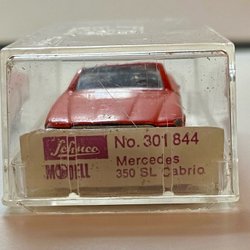 Schuco
MODELL
No. 301 844
Mercedes
350 SL Cabrio